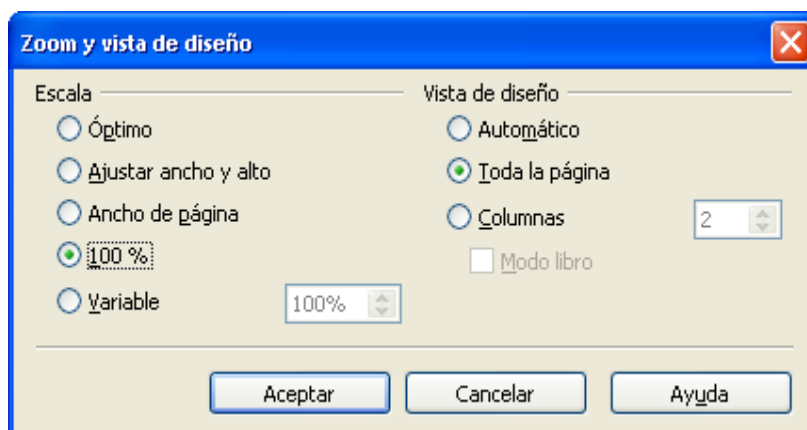 Zoom y vista de diseño
Escala
Óptimo
Ajustar ancho y alto
Ancho de página
100 %
Variable 100%
Vista de diseño
Automático
Toda la página
Columnas 2
Modo libro
Aceptar Cancelar Ayuda